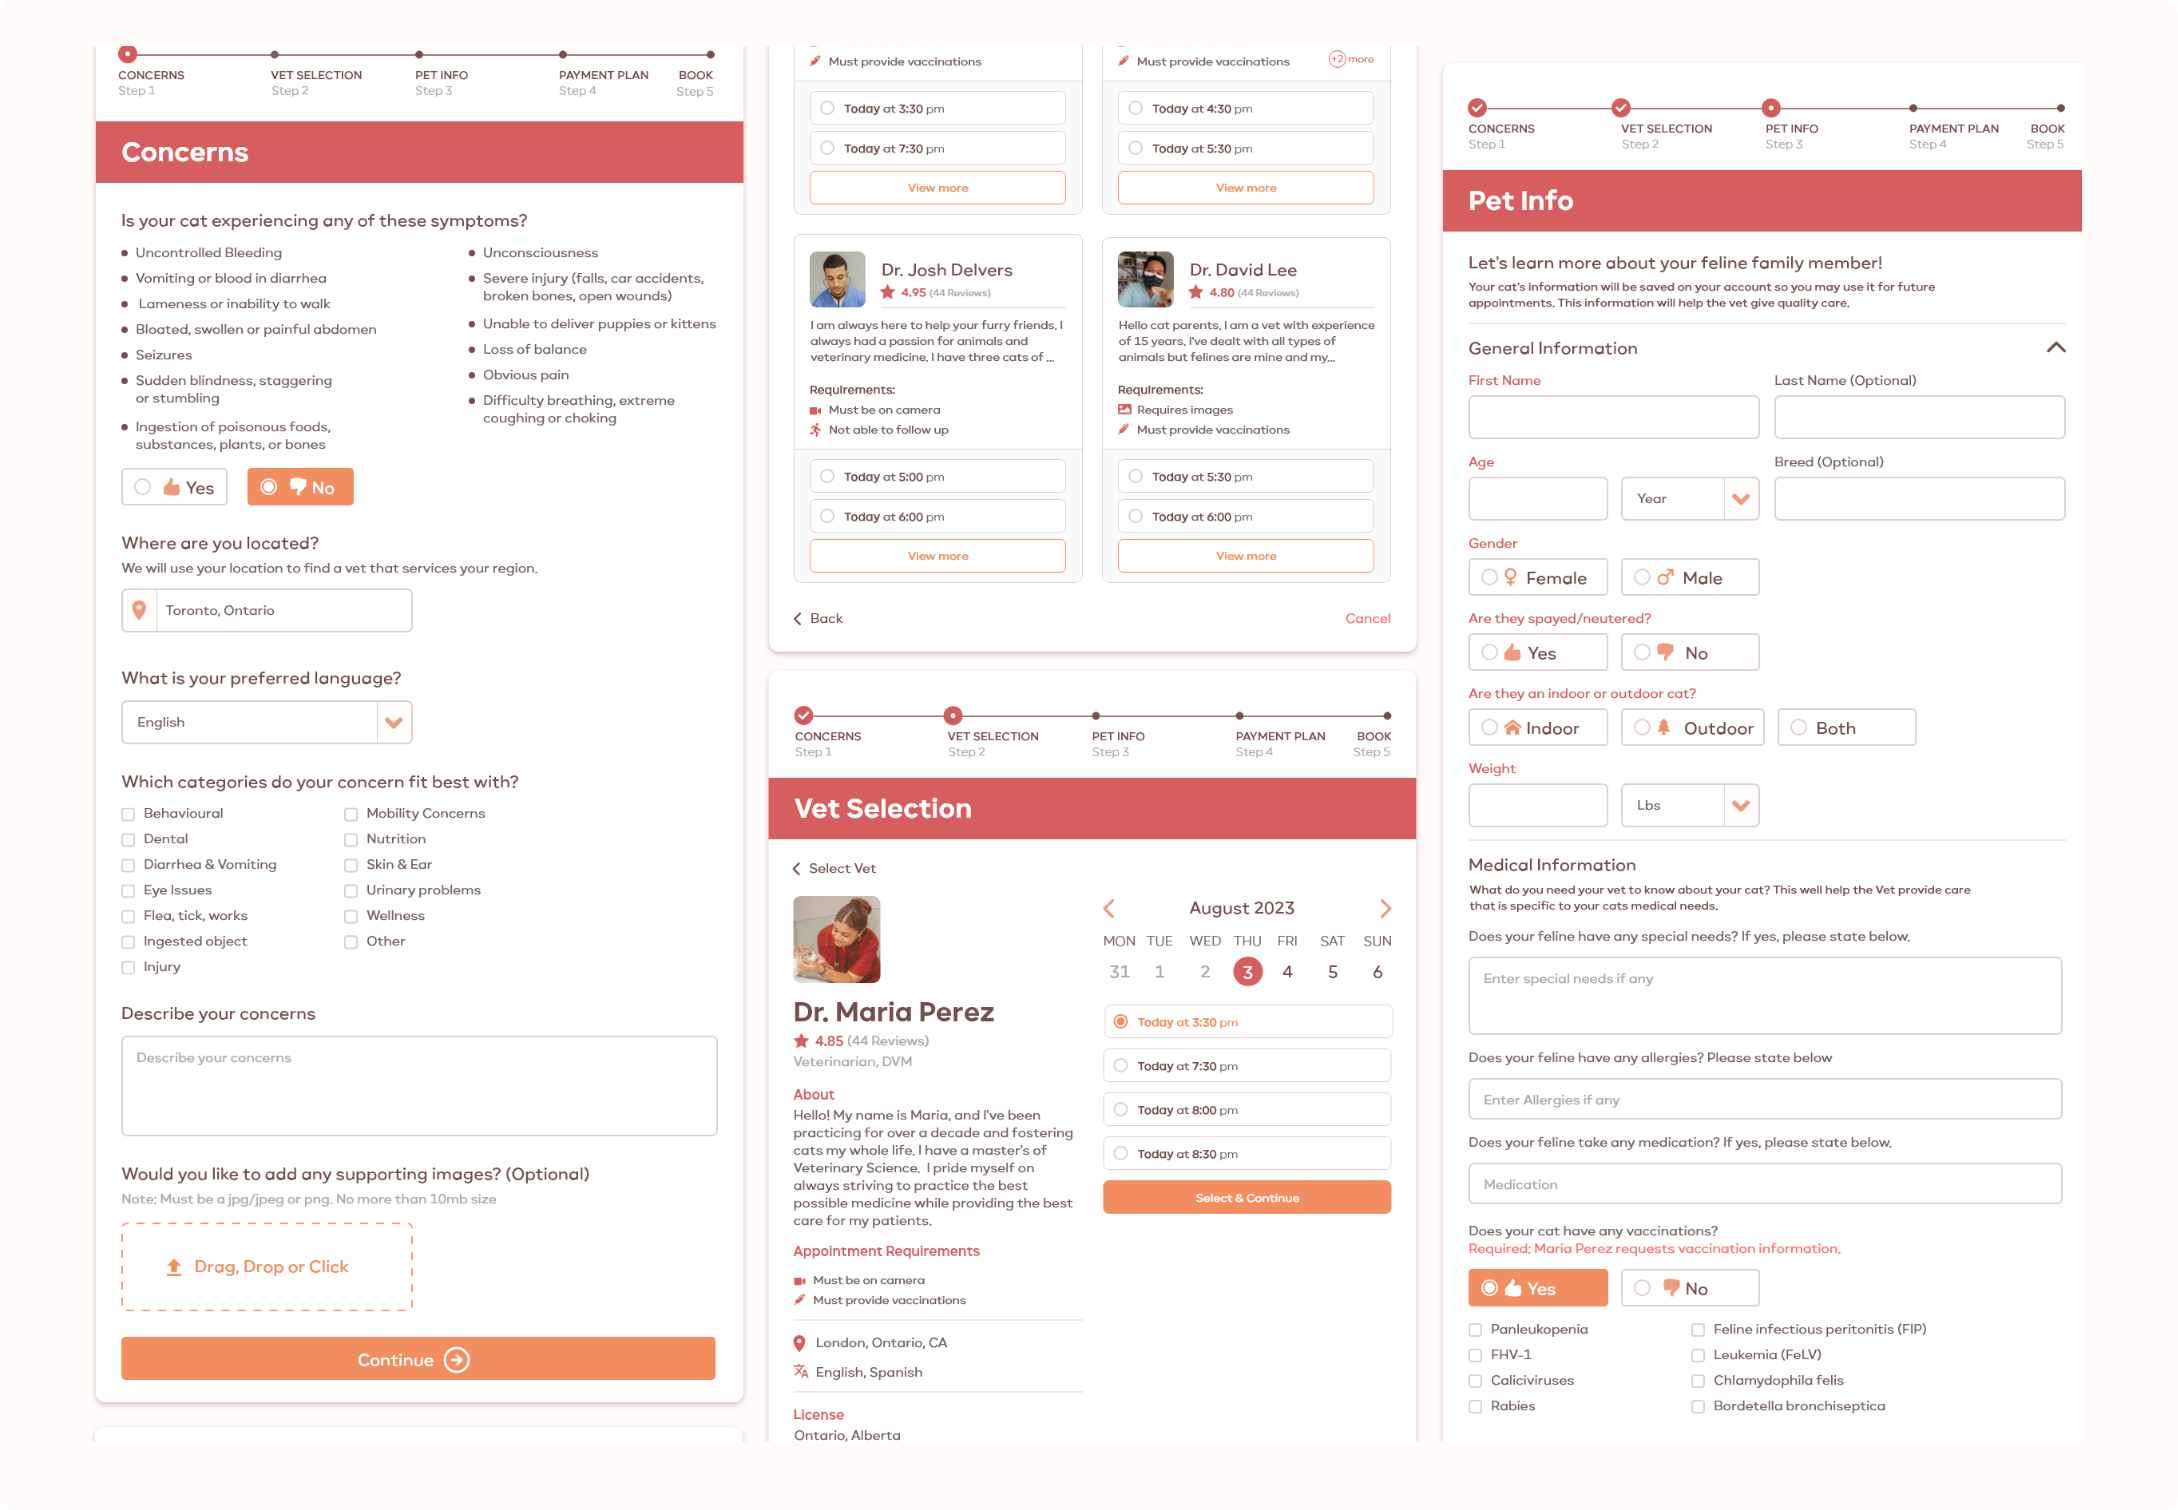 CONCERNS
Step 1
VET SELECTION
Step 2
PET INFO
Step 3
PAYMENT PLAN
Step 4
BOOK
Step 5
Concerns
Is your cat experiencing any of these symptoms?
Uncontrolled Bleeding
Vomiting or blood in diarrhea
Lameness or inability to walk
Bloated, swollen or painful abdomen
Seizures
Sudden blindness, staggering
or stumbling
Ingestion of poisonous foods,
substances, plants, or bones
Unconsciousness
Severe injury (falls, car accidents,
broken bones, open wounds)
Unable to deliver puppies or kittens
Loss of balance
Obvious pain
Difficulty breathing, extreme
coughing or choking
Yes
No
Where are you located?
We will use your location to find a vet that services your region.
Toronto, Ontario
What is your preferred language?
English
Which categories do your concern fit best with?
Behavioural
Dental
Diarrhea & Vomiting
Eye Issues
Flea, tick, works
Ingested object
Injury
Mobility Concerns
Nutrition
Skin & Ear
Urinary problems
Wellness
Other
Describe your concerns
Describe your concerns
Would you like to add any supporting images? (Optional)
Note: Must be a jpg/jpeg or png. No more than 10mb size
Drag, Drop or Click
Continue
Must provide vaccinations
Today at 3:30 pm
Today at 7:30 pm
View more
Must provide vaccinations
+2 more
Today at 4:30 pm
Today at 5:30 pm
View more
Dr. Josh Delvers
4.95 (44 Reviews)
I am always here to help your furry friends. I
always had a passion for animals and
veterinary medicine. I have three cats of ...
Requirements:
Must be on camera
Not able to follow up
Today at 5:00 pm
Today at 6:00 pm
View more
Dr. David Lee
4.80 (44 Reviews)
Hello cat parents, I am a vet with experience
of 15 years. I've dealt with all types of
animals but felines are mine and my...
Requirements:
Requires images
Must provide vaccinations
Today at 5:30 pm
Today at 6:00 pm
View more
Back
Cancel
CONCERNS
Step 1
VET SELECTION
Step 2
PET INFO
Step 3
PAYMENT PLAN
Step 4
BOOK
Step 5
Vet Selection
Select Vet
Dr. Maria Perez
4.85 (44 Reviews)
Veterinarian, DVM
About
Hello! My name is Maria, and I've been
practicing for over a decade and fostering
cats my whole life. I have a master's of
Veterinary Science. I pride myself on
always striving to practice the best
possible medicine while providing the best
care for my patients.
Appointment Requirements
Must be on camera
Must provide vaccinations
London, Ontario, CA
English, Spanish
License
Ontario, Alberta
August 2023
MON TUE WED THU FRI SAT SUN
31 1 2 3 4 5 6
Today at 3:30 pm
Today at 7:30 pm
Today at 8:00 pm
Today at 8:30 pm
Select & Continue
CONCERNS
Step 1
VET SELECTION
Step 2
PET INFO
Step 3
PAYMENT PLAN
Step 4
BOOK
Step 5
Pet Info
Let's learn more about your feline family member!
Your cat's information will be saved on your account so you may use it for future
appointments. This information will help the vet give quality care.
General Information
First Name
Last Name (Optional)
Age
Year
Breed (Optional)
Gender
Female
Male
Are they spayed/neutered?
Yes
No
Are they an indoor or outdoor cat?
Indoor
Outdoor
Both
Weight
Lbs
Medical Information
What do you need your vet to know about your cat? This well help the Vet provide care
that is specific to your cats medical needs.
Does your feline have any special needs? If yes, please state below.
Enter special needs if any
Does your feline have any allergies? Please state below
Enter Allergies if any
Does your feline take any medication? If yes, please state below.
Medication
Does your cat have any vaccinations?
Required: Maria Perez requests vaccination information.
Yes
No
Panleukopenia
FHV-1
Caliciviruses
Rabies
Feline infectious peritonitis (FIP)
Leukemia (FeLV)
Chlamydophila felis
Bordetella bronchiseptica